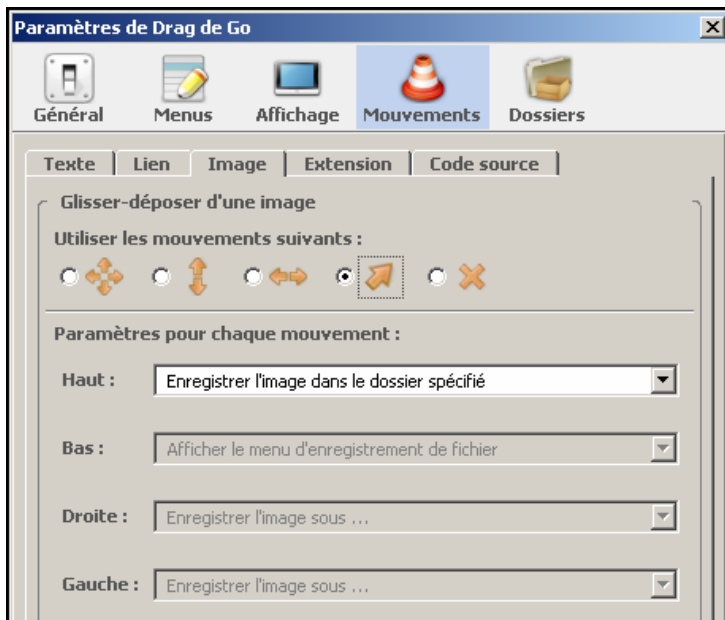 Paramètres de Drag de Go
Général Menus Affichage Mouvements Dossiers
Texte Lien Image Extension Code source
Glisser-déposer d'une image
Utiliser les mouvements suivants :
Paramètres pour chaque mouvement :
Haut : Enregistrer l'image dans le dossier spécifié
Bas : Afficher le menu d'enregistrement de fichier
Droite : Enregistrer l'image sous ...
Gauche : Enregistrer l'image sous ...